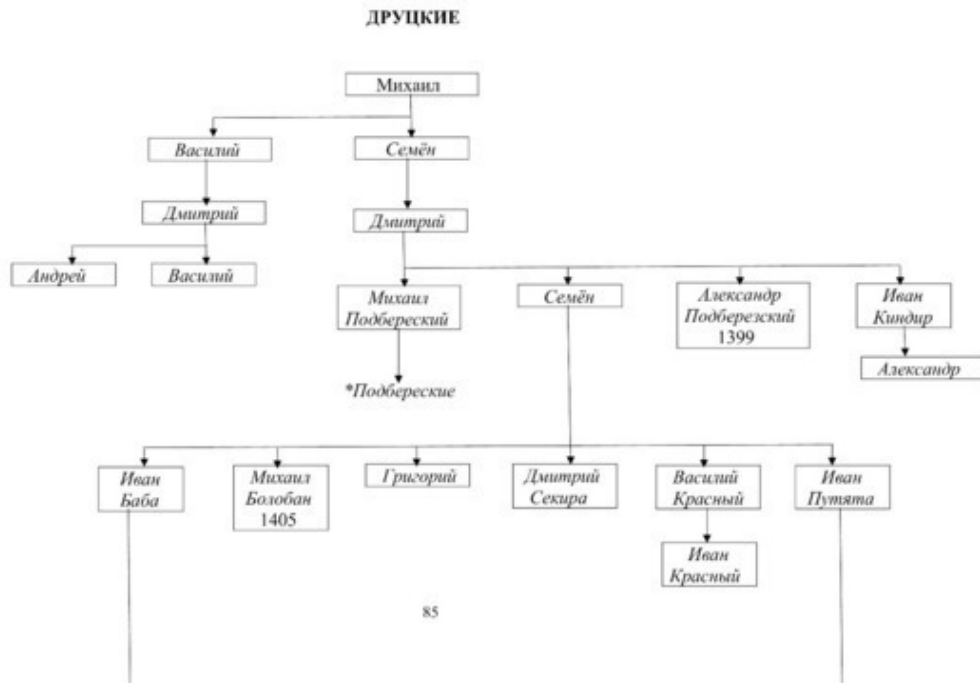 ДРУЦКИЕ
Михаил
Василий
Семён
Дмитрий
Дмитрий
Андрей
Василий
Михаил
Подбереский
Семён
Александр
Подберезский
1399
Иван
Киндир
Александр
*Подбереские
Иван
Баба
Михаил
Болобан
1405
Григорий
Дмитрий
Секира
Василий
Красный
Иван
Путята
Иван
Красный
85